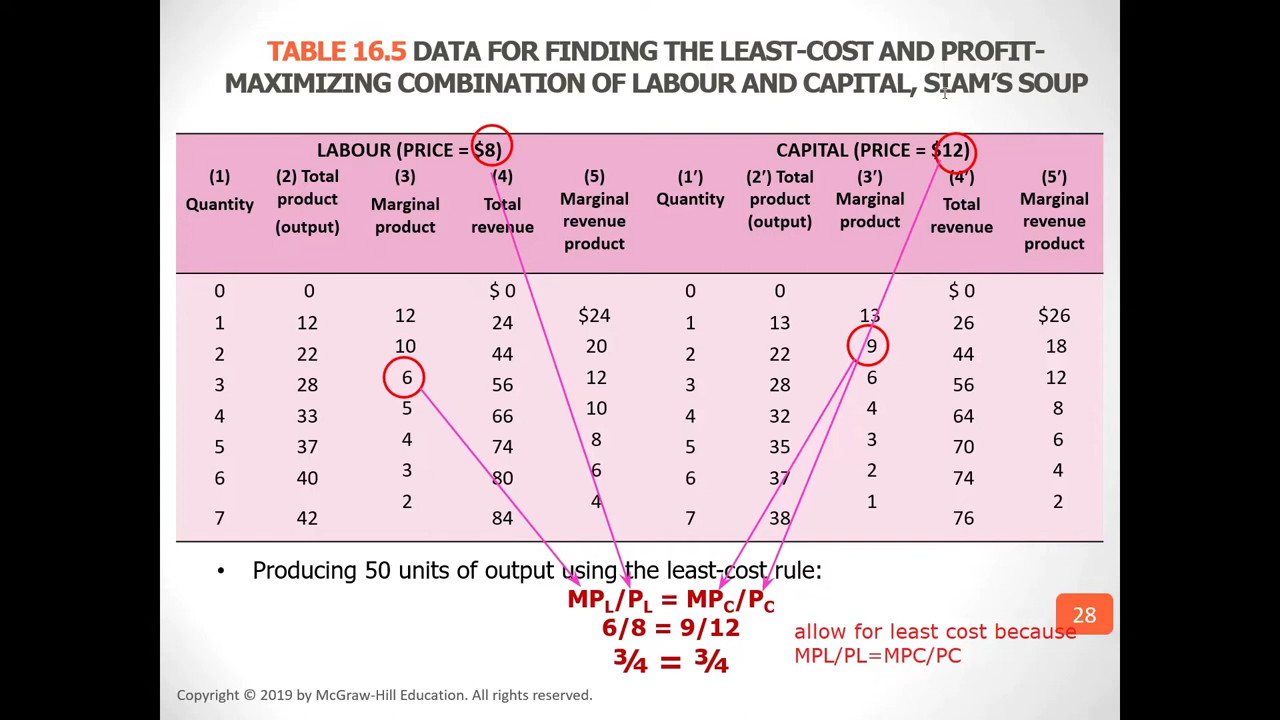 TABLE 16.5 DATA FOR FINDING THE LEAST-COST AND PROFIT-
MAXIMIZING COMBINATION OF LABOUR AND CAPITAL, SIAM’S SOUP
LABOUR (PRICE = $8) CAPITAL (PRICE = $12)
(1) (2) Total (3) (4) (5) (1’) (2’) Total (3’) (4’) (5’)
Quantity product Marginal Total Marginal Quantity product Marginal Total Marginal
(output) product revenue revenue (output) product revenue revenue
product product
0 0 $ 0 0 0 $ 0
12 $24 13 $26
1 12 24 1 13 26
10 20 9 18
2 22 44 2 22 44
6 12 6 12
3 28 56 3 28 56
5 10 4 8
4 33 66 4 32 64
4 8 3 6
5 37 74 5 35 70
3 6 2 4
6 40 80 6 37 74
2 4 1 2
7 42 84 7 38 76
• Producing 50 units of output using the least-cost rule:
MPL/PL = MPC/PC
6/8 = 9/12
¾ = ¾
28
allow for least cost because
MPL/PL=MPC/PC
Copyright © 2019 by McGraw-Hill Education. All rights reserved.